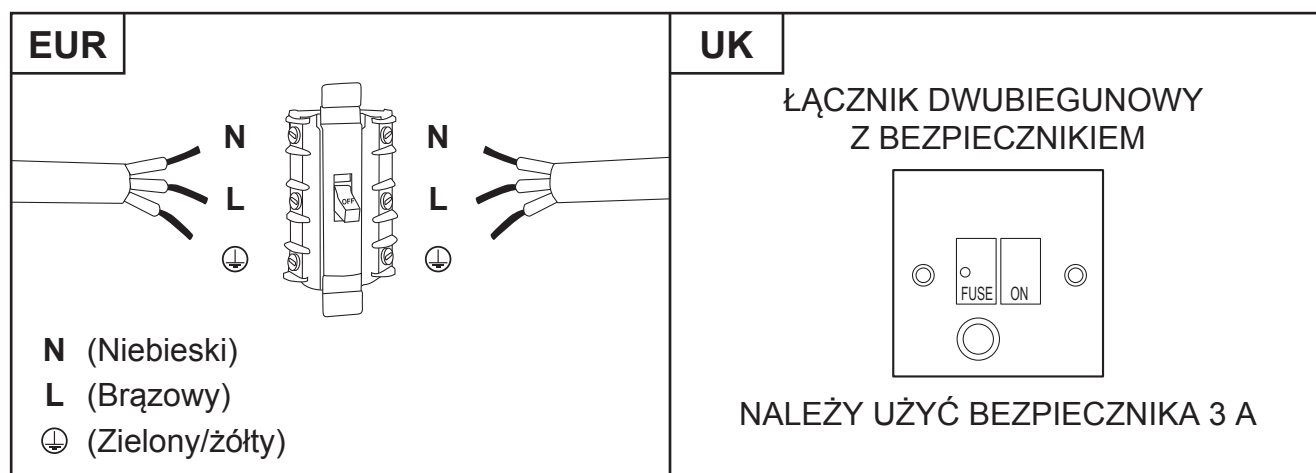 EUR
N
L
OFF
N
L
N (Niebieski)
L (Brązowy)
(Zielony/żółty)
UK
ŁĄCZNIK DWUBIEGUNOWY
Z BEZPIECZNIKIEM
FUSE ON
NALEŻY UŻYĆ BEZPIECZNIKA 3 A